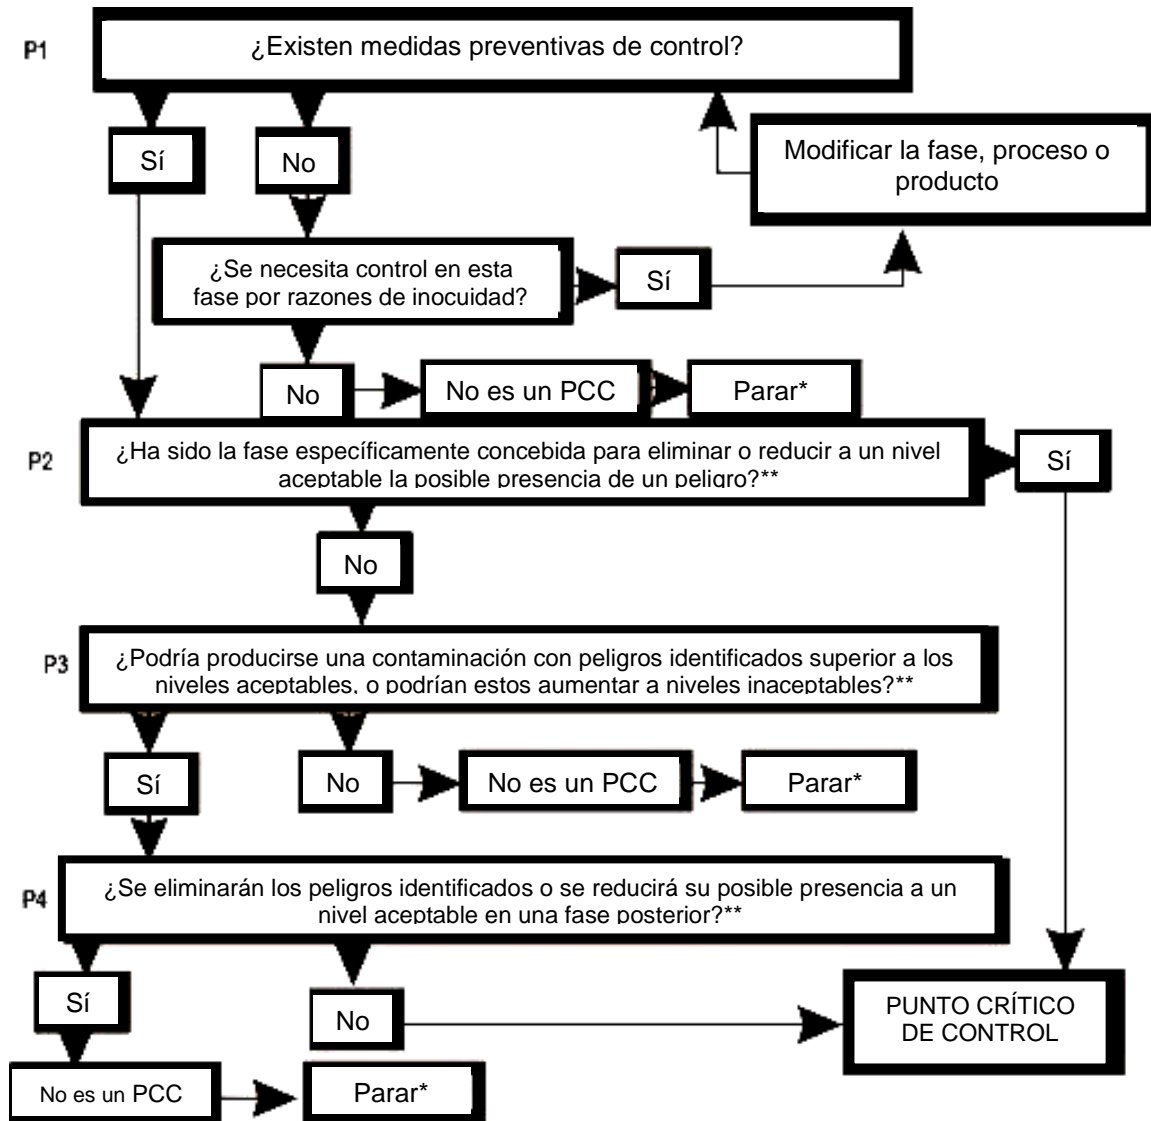 P1
¿Existen medidas preventivas de control?
Sí
No
Modificar la fase, proceso o
producto
¿Se necesita control en esta
fase por razones de inocuidad?
Sí
No
No es un PCC
Parar*
P2
¿Ha sido la fase específicamente concebida para eliminar o reducir a un nivel
aceptable la posible presencia de un peligro?**
Sí
No
P3
¿Podría producirse una contaminación con peligros identificados superior a los
niveles aceptables, o podrían estos aumentar a niveles inaceptables?**
Sí
No
No es un PCC
Parar*
P4
¿Se eliminarán los peligros identificados o se reducirá su posible presencia a un
nivel aceptable en una fase posterior?**
Sí
No
PUNTO CRÍTICO
DE CONTROL
No es un PCC
Parar*